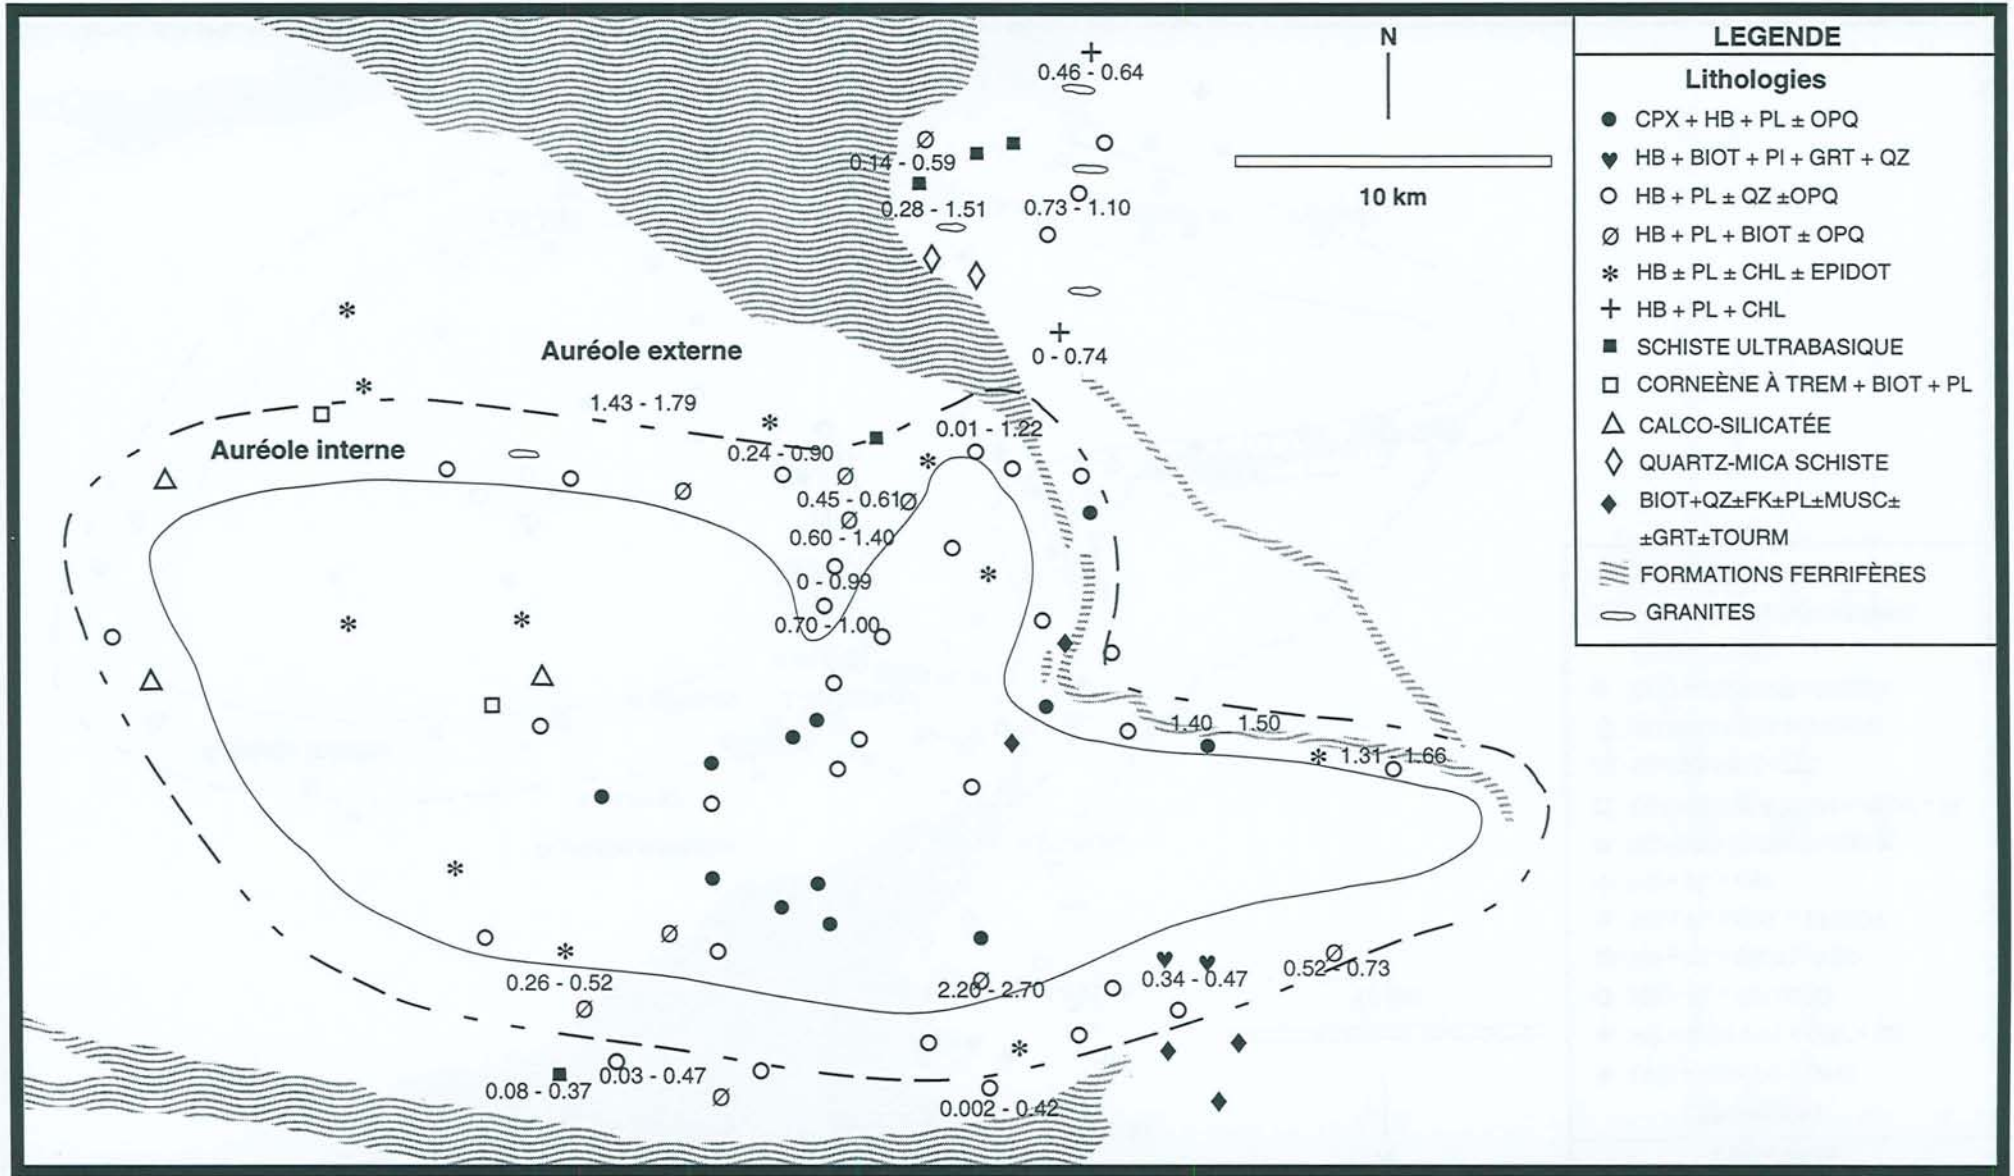 0.46 - 0.64
N
0.14 - 0.59
0.28 - 1.51
0.73 - 1.10
10 km
0 - 0.74
Auréole externe
1.43 - 1.79
0.01 - 1.22
Auréole interne
0.24 - 0.90
0.45 - 0.61
0.60 - 1.40
0 - 0.99
0.70 - 1.00
1.40 1.50
1.31 - 1.66
0.26 - 0.52
2.20 - 2.70
0.34 - 0.47
0.52 - 0.73
0.08 - 0.37
0.03 - 0.47
0.002 - 0.42
LEGENDE
Lithologies
CPX + HB + PL ± OPQ
HB + BIOT + Pl + GRT + QZ
HB + PL ± QZ ±OPQ
HB + PL + BIOT ± OPQ
HB ± PL ± CHL ± EPIDOT
HB + PL + CHL
SCHISTE ULTRABASIQUE
CORNEÈNE À TREM + BIOT + PL
CALCO-SILICATÉE
QUARTZ-MICA SCHISTE
BIOT+QZ±FK±PL±MUSC±
±GRT±TOURM
FORMATIONS FERRIFÈRES
GRANITES